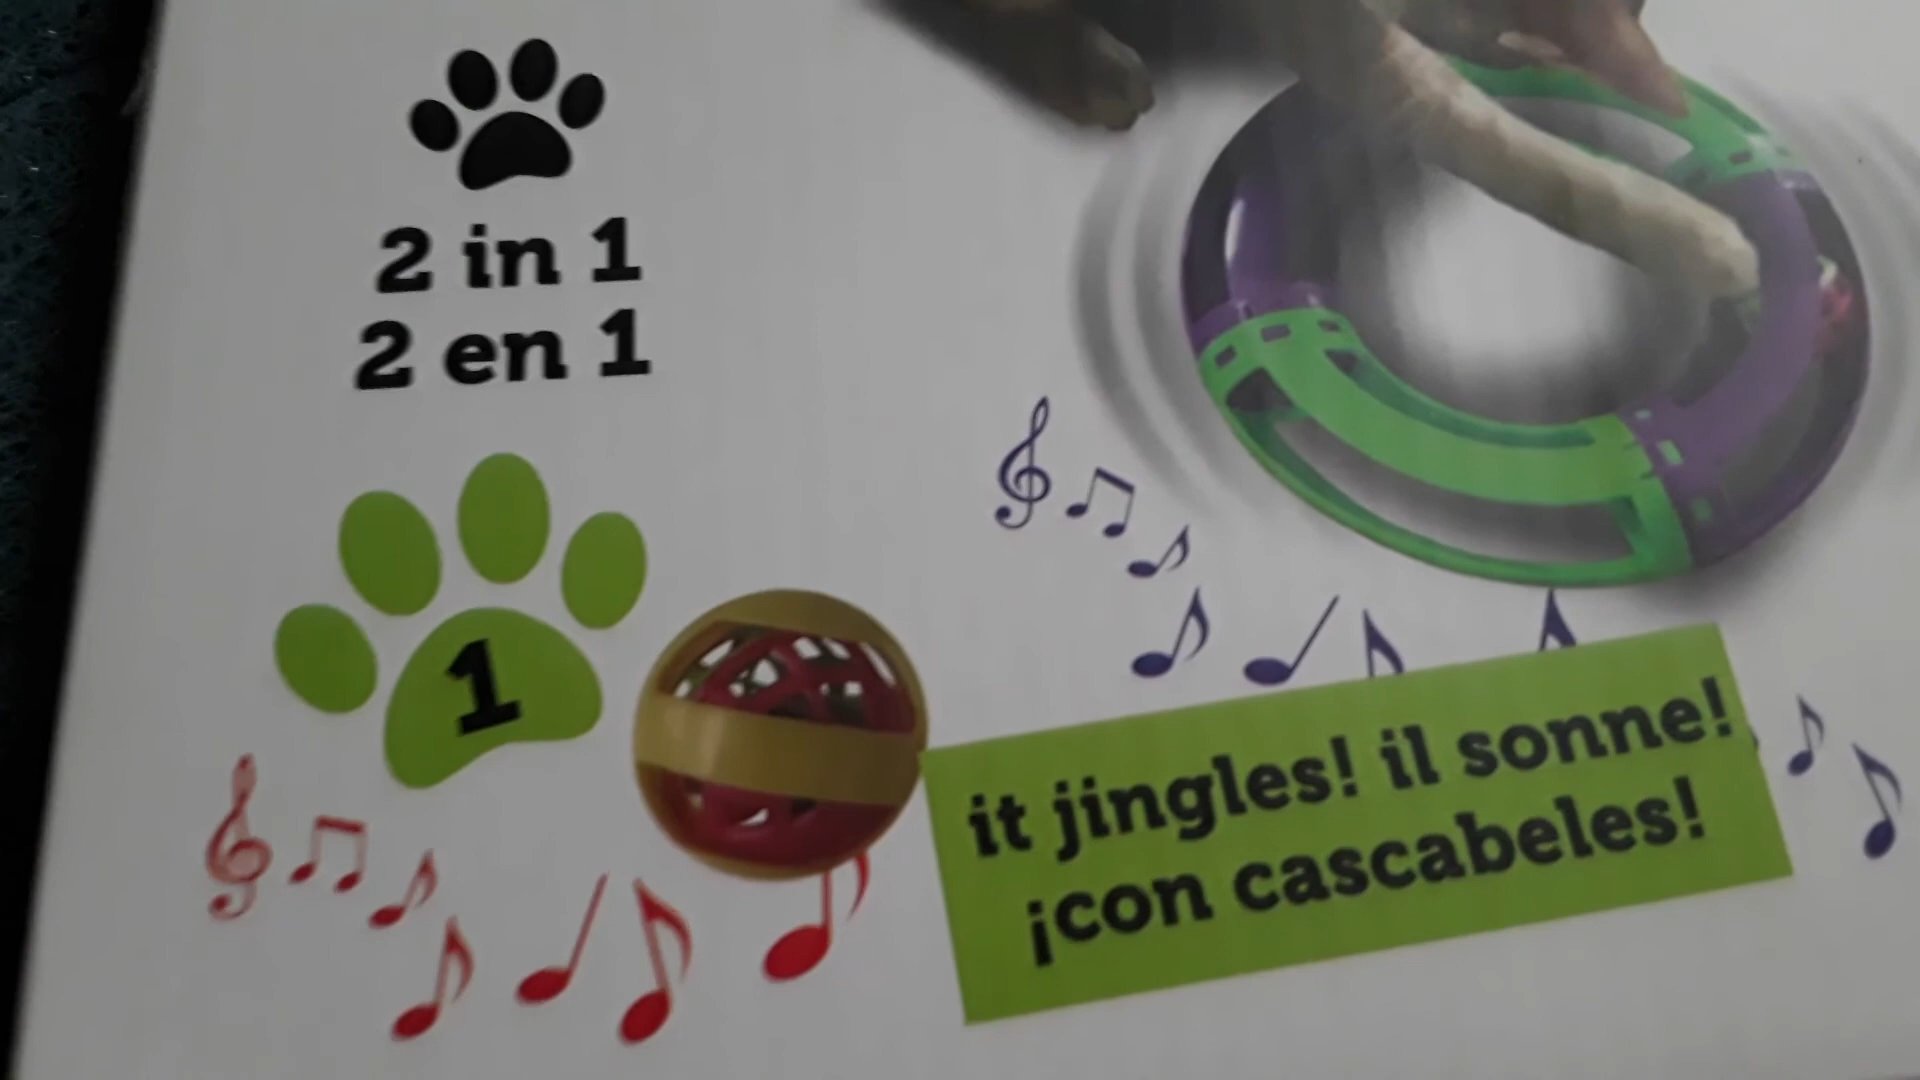 2 in 1
2 en 1
1
it jingles! il sonne!
¡con cascabeles!